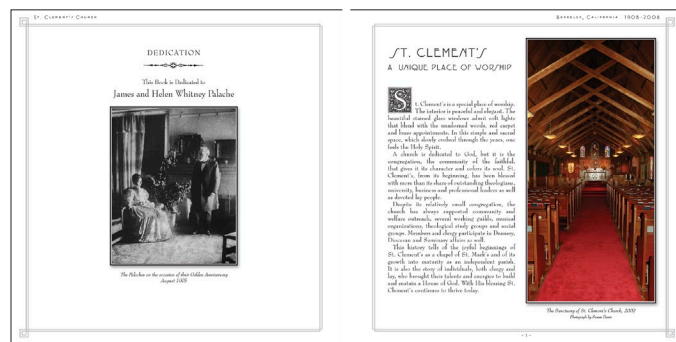 ST. CLEMENT'S CHURCH
DEDICATION
This Book is Dedicated to
James and Helen Whitney Palache
The Palaches on the occasion of their Golden Anniversary
August 1905
BERKELEY, CALIFORNIA 1908-2008
ST. CLEMENT'S
A UNIQUE PLACE OF WORSHIP
St. Clement's is a special place of worship.
The interior is peaceful and elegant. The
beautiful stained glass windows admit soft lights
that blend with the unadorned woods, red carpet
and brass appointments. In this simple and sacred
space, which slowly evolved through the years, one
feels the Holy Spirit.
A church is dedicated to God, but it is the
congregation, the community of the faithful,
that gives it its character and colors its soul. St.
Clement's, from its beginning, has been blessed
with more than its share of outstanding theologians,
university, business and professional leaders as well
as devoted lay people.
Despite its relatively small congregation, the
church has always supported community and
welfare outreach, several working guilds, musical
organizations, theological study groups and social
groups. Members and clergy participate in Deanery,
Diocesan and Seminary affairs as well.
This history tells of the joyful beginnings of
St. Clement's as a chapel of St. Mark's and of its
growth into maturity as an independent parish.
It is also the story of individuals, both clergy and
lay, who brought their talents and energies to build
and sustain a House of God. With His blessing St.
Clement's continues to thrive today.
The Sanctuary of St. Clement's Church, 2002
Photograph by
- 1 -